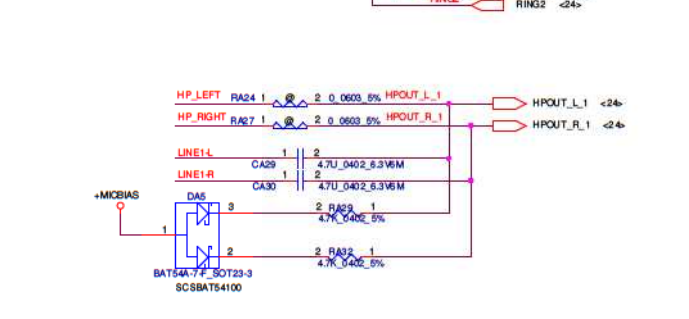 RING2 <24>
HP_LEFT RA24 1 @ 2 0_0603_5% HPOUT_L_1 HPOUT_L_1 <24>
HP_RIGHT RA27 1 @ 2 0_0603_5% HPOUT_R_1 HPOUT_R_1 <24>
LINE1-L 1 2
CA29 4.7U_0402_6.3V6M
LINE1-R 1 2
CA30 4.7U_0402_6.3V6M
+MICBIAS DA5
3 2 RA29 1
4.7K_0402_5%
1
2 2 RA32 1
4.7K_0402_5%
BAT54A-7-F_SOT23-3
SCSBAT54100